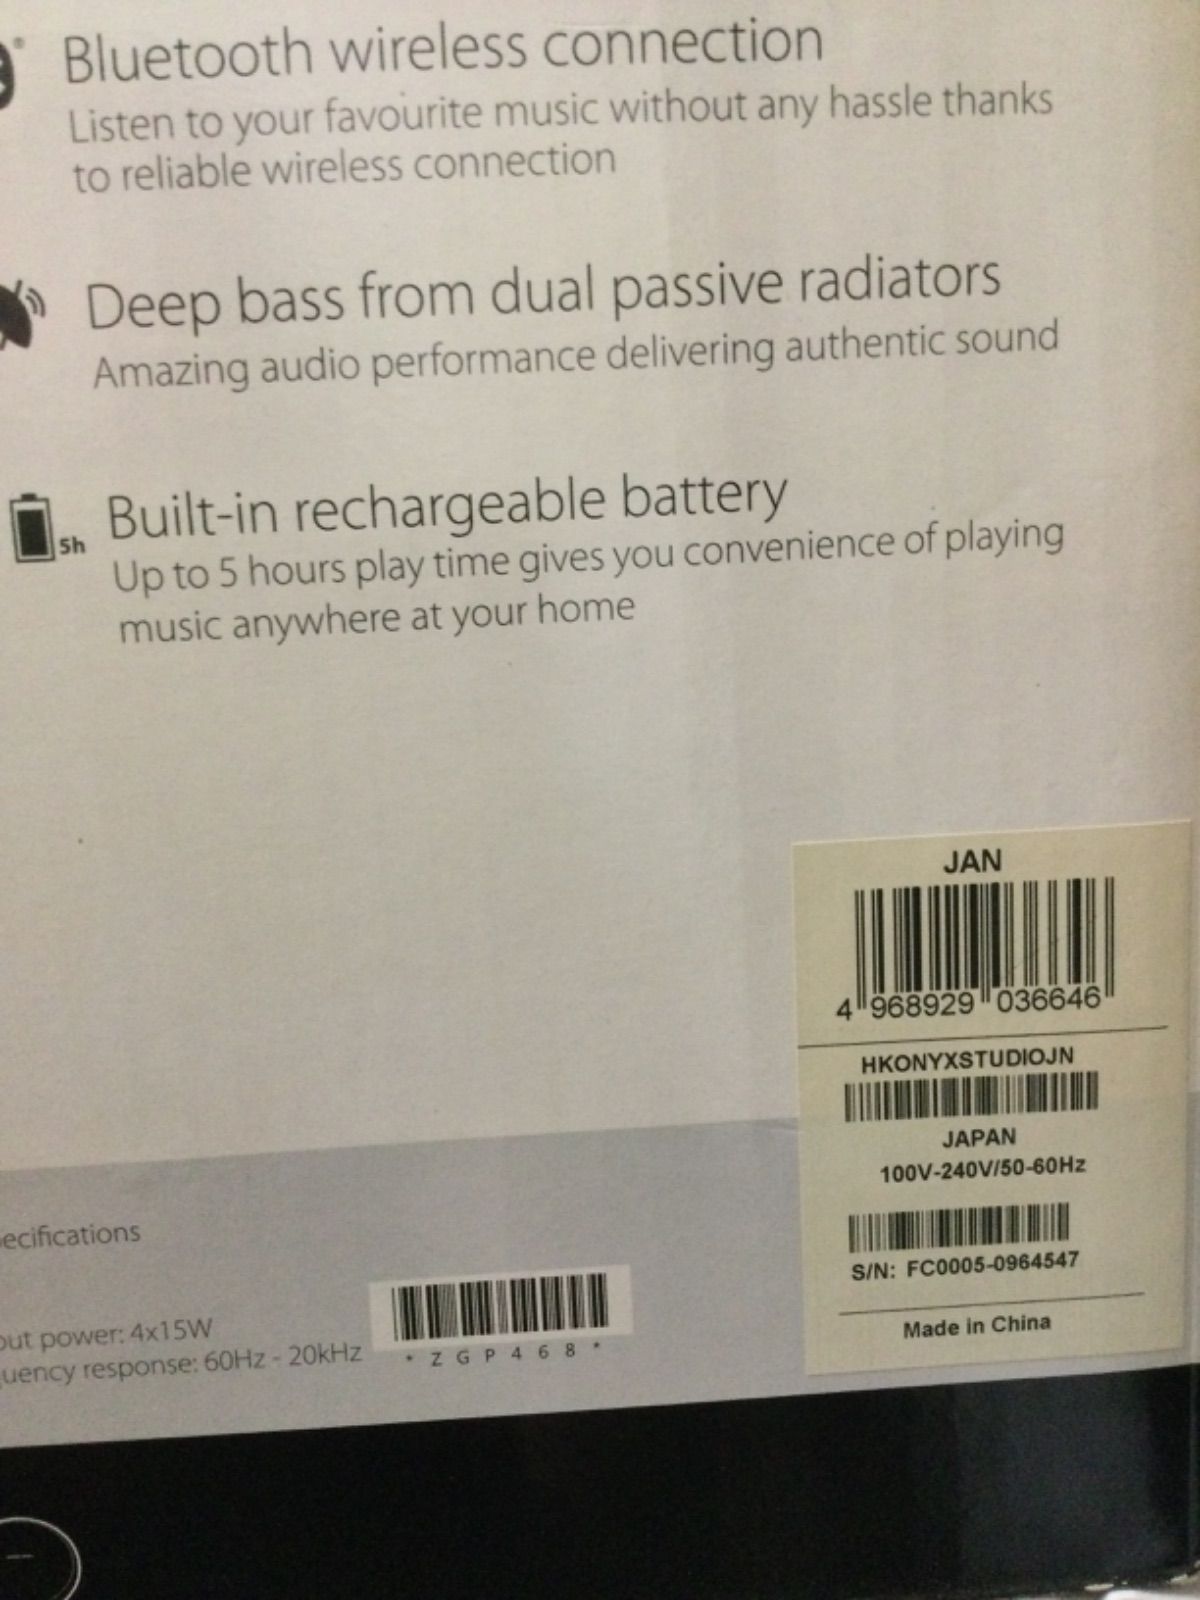 Bluetooth wireless connection
Listen to your favourite music without any hassle thanks
to reliable wireless connection
Deep bass from dual passive radiators
Amazing audio performance delivering authentic sound
5h
Built-in rechargeable battery
Up to 5 hours play time gives you convenience of playing
music anywhere at your home
JAN
4 968929 036646
HKONYXSTUDIOJN
JAPAN
100V-240V/50-60Hz
S/N: FC0005-0964547
Made in China
ecifications
out power: 4x15W
uency response: 60Hz - 20kHz
* Z G P 4 6 8 *